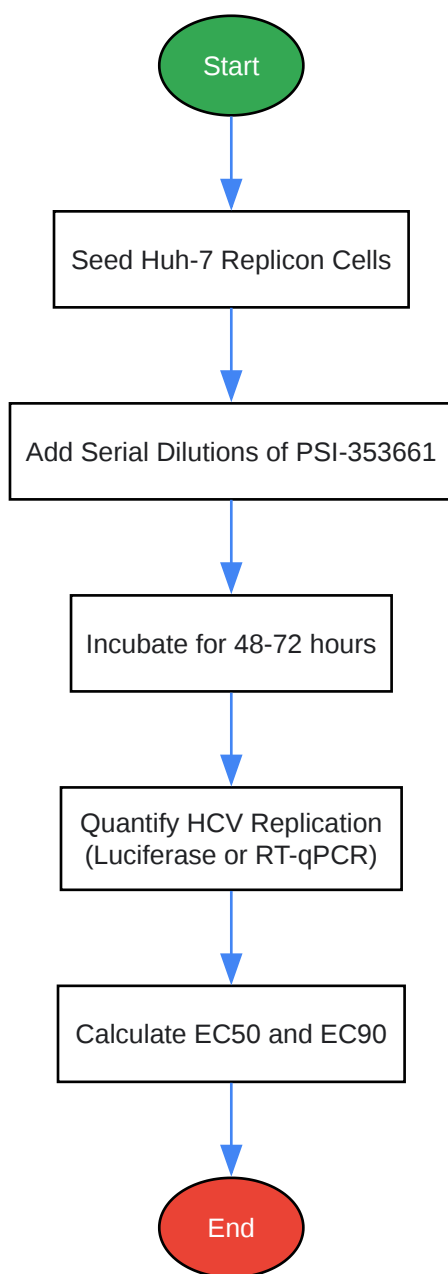 Start
Seed Huh-7 Replicon Cells
Add Serial Dilutions of PSI-353661
Incubate for 48-72 hours
Quantify HCV Replication
(Luciferase or RT-qPCR)
Calculate EC50 and EC90
End